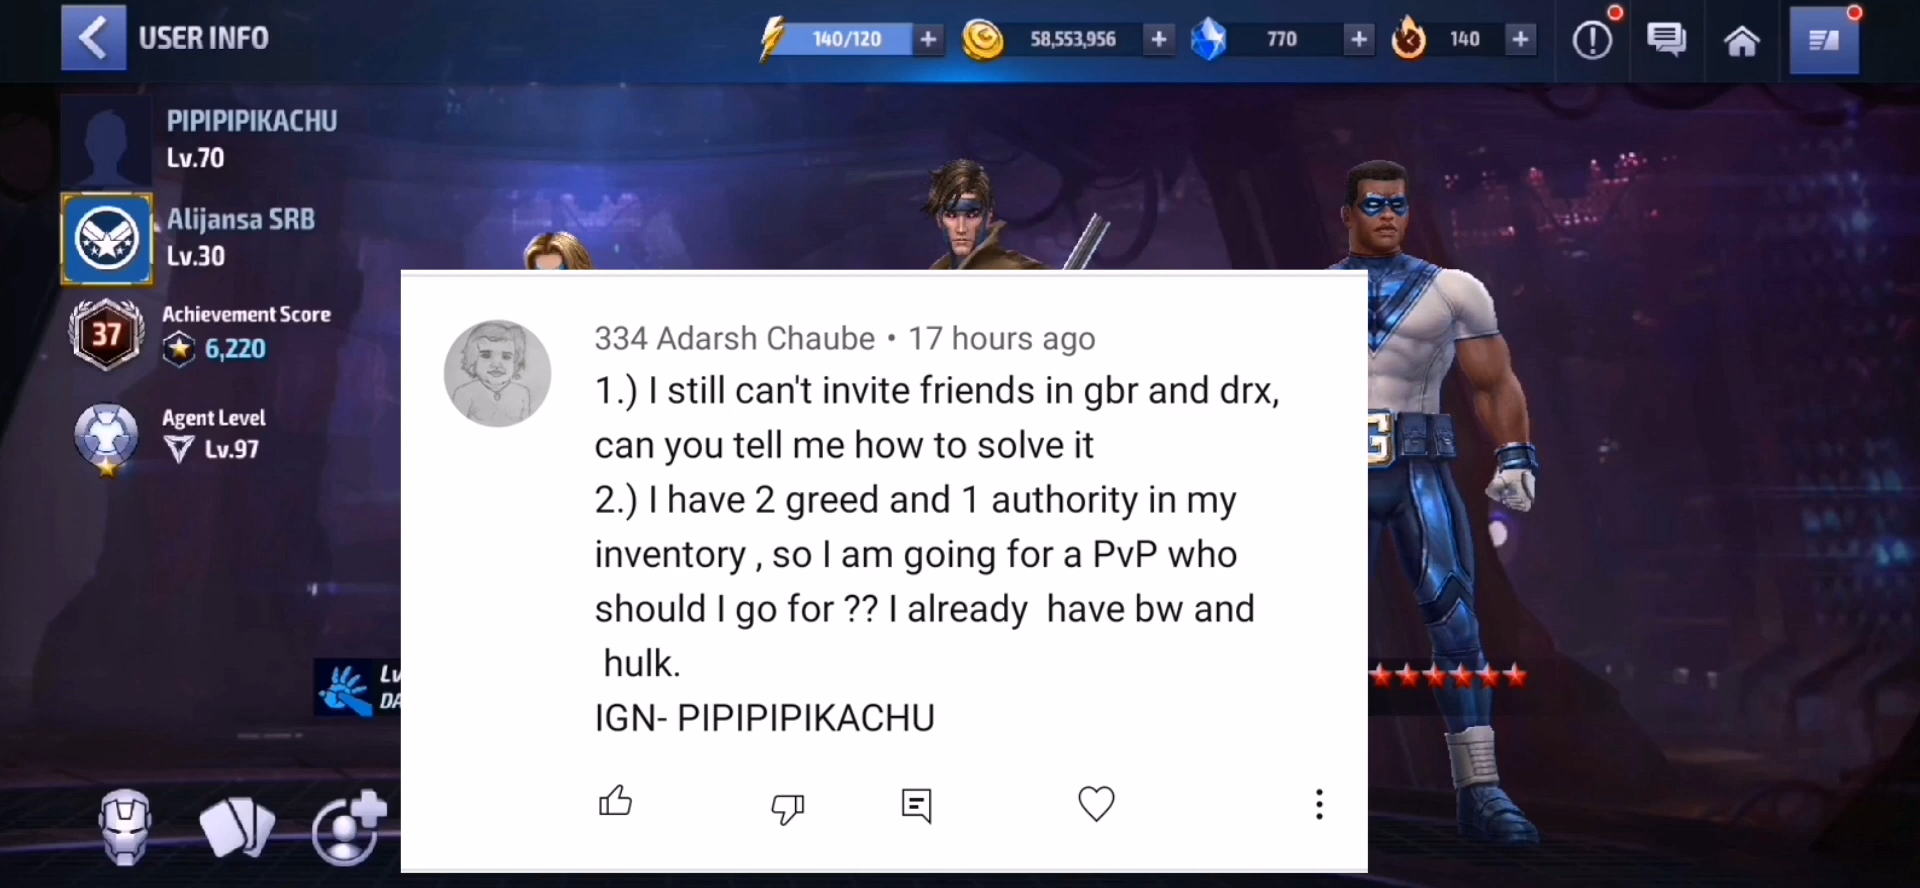 USER INFO
140/120
58,553,956
770
140
PIPIPIPIKACHU
Lv.70
Alijansa SRB
Lv.30
37
Achievement Score
6,220
Agent Level
Lv.97
Lv
DA
334 Adarsh Chaube • 17 hours ago
1.) I still can't invite friends in gbr and drx,
can you tell me how to solve it
2.) I have 2 greed and 1 authority in my
inventory , so I am going for a PvP who
should I go for ?? I already have bw and
hulk.
IGN- PIPIPIPIKACHU
G